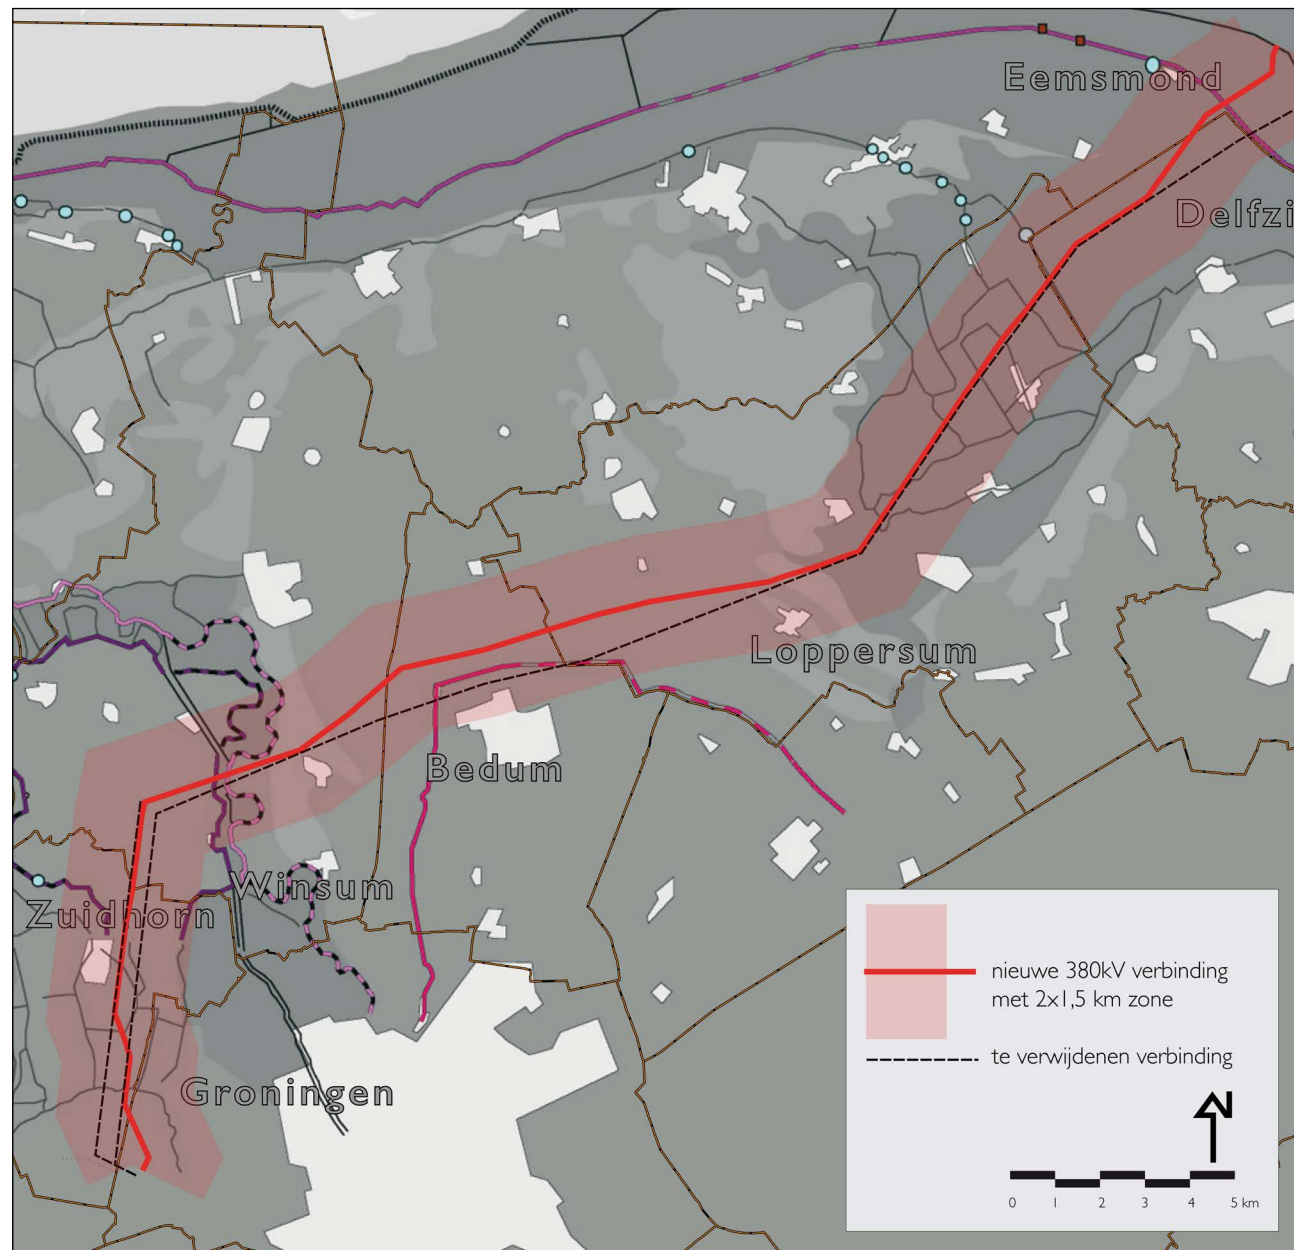 Eemsmond
Delfzi
Loppersum
Bedum
Winsum
Zuidhorn
Groningen
nieuwe 380kV verbinding
met 2x1,5 km zone
te verwijdenen verbinding
N
0 1 2 3 4 5 km